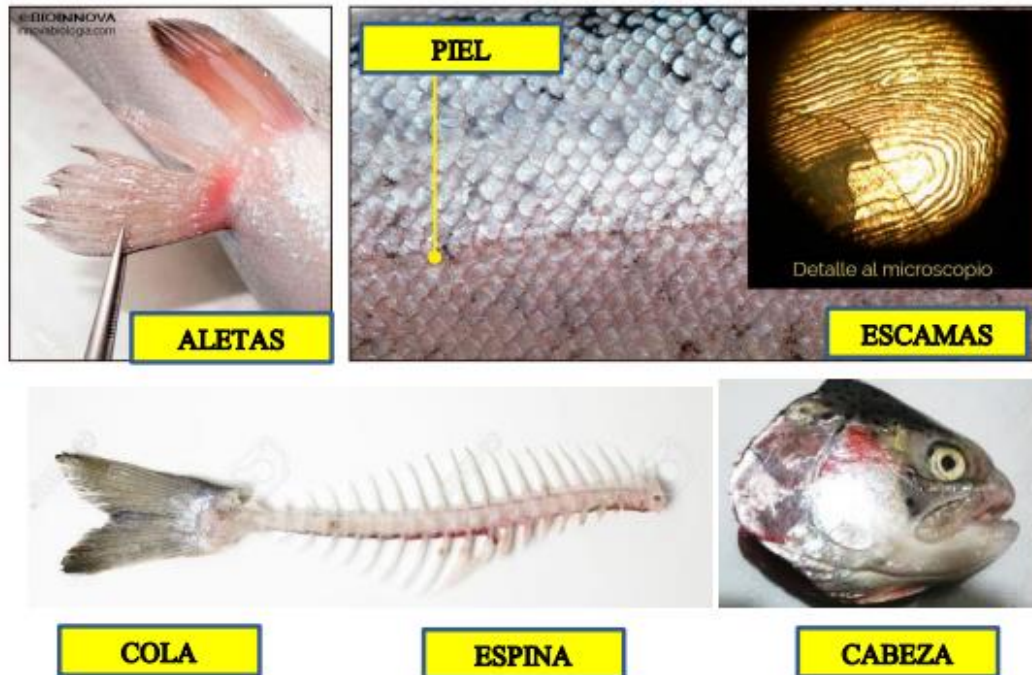 ©BIOINNOVA
innovabiologia.com
PIEL
Detalle al microscopio
ALETAS
ESCAMAS
COLA
ESPINA
CABEZA